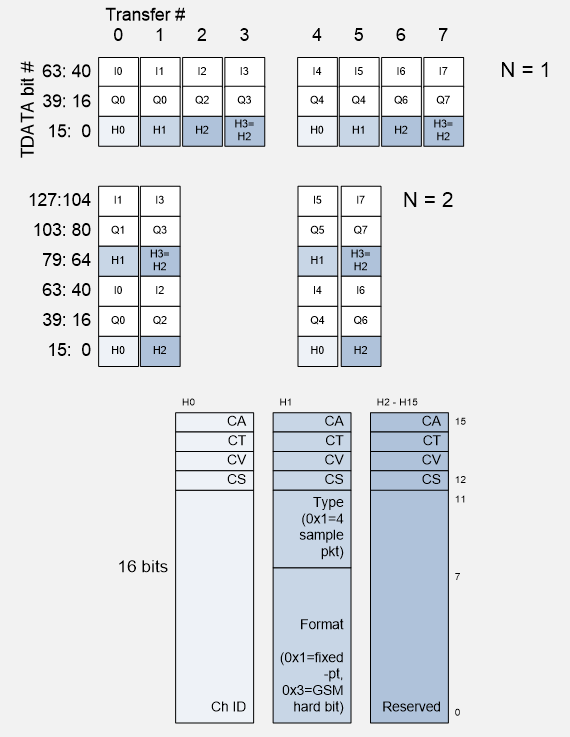 Transfer #
0 1 2 3 4 5 6 7
TDATA bit #
63: 40 I0 I1 I2 I3 I4 I5 I6 I7 N = 1
39: 16 Q0 Q0 Q2 Q3 Q4 Q4 Q6 Q7
15: 0 H0 H1 H2 H3= H2 H0 H1 H2 H3= H2
127:104 I1 I3 I5 I7 N = 2
103: 80 Q1 Q3 Q5 Q7
79: 64 H1 H3= H2 H1 H3= H2
63: 40 I0 I2 I4 I6
39: 16 Q0 Q2 Q4 Q6
15: 0 H0 H2 H0 H2
H0 H1 H2 - H15
CA CA CA 15
CT CT CT
CV CV CV
CS CS CS 12
11
Type
(0x1=4
sample
pkt)
7
16 bits
Format
(0x1=fixed
-pt,
0x3=GSM
hard bit)
Ch ID
Reserved
0